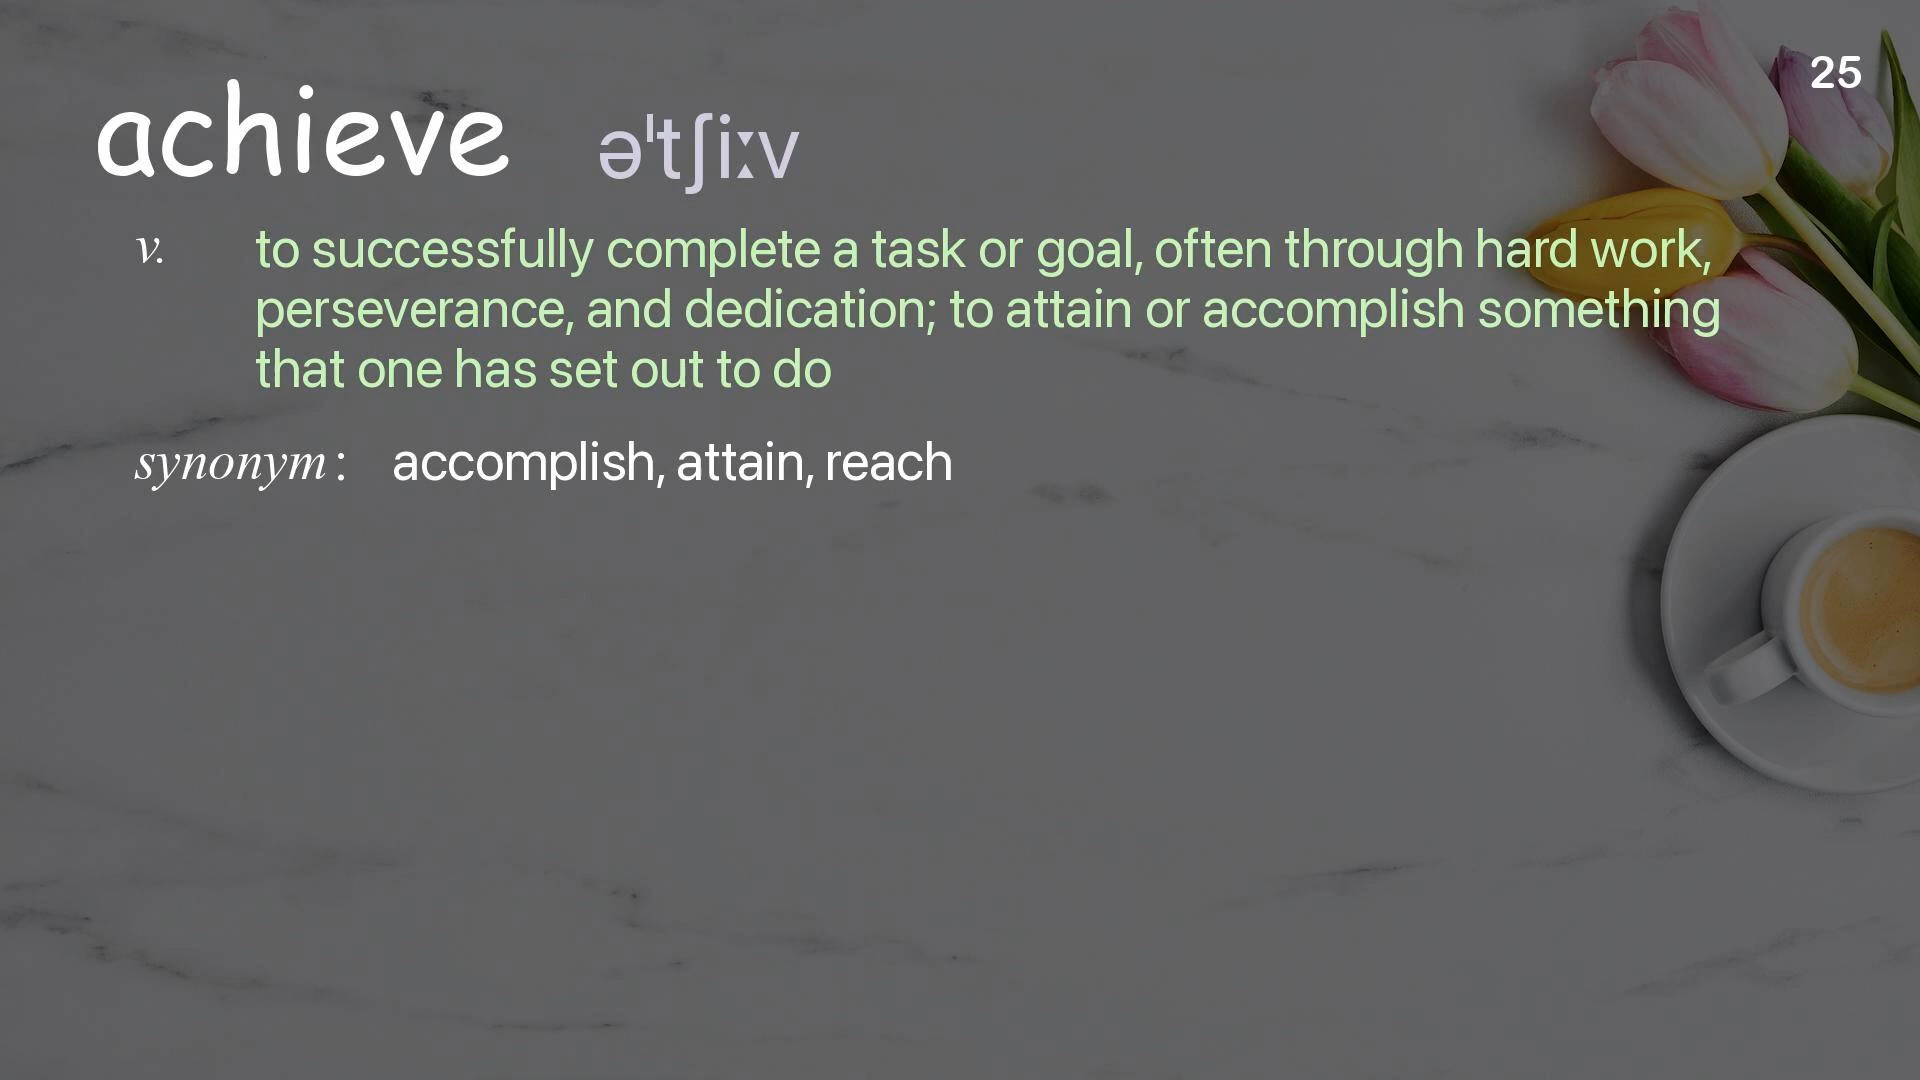 25
achieve əˈtʃiːv
v. to successfully complete a task or goal, often through hard work,
perseverance, and dedication; to attain or accomplish something
that one has set out to do
synonym : accomplish, attain, reach